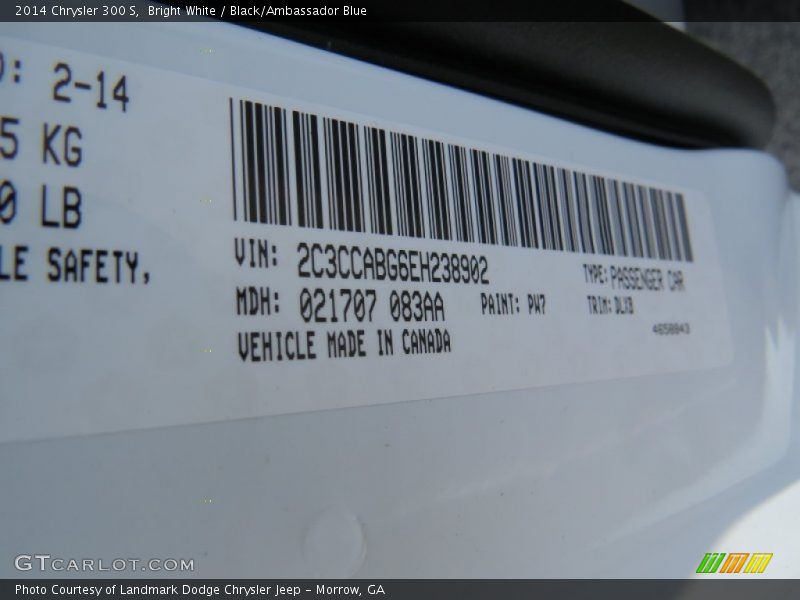 2014 Chrysler 300 S, Bright White / Black/Ambassador Blue
2-14
5 KG
0 LB
LE SAFETY,
VIN: 2C3CCABG6EH238902
TYPE: PASSENGER CAR
MDH: 021707 083AA
PAINT: PW7
TRIM: DLX9
VEHICLE MADE IN CANADA
4658843
GTCARLOT.COM
Photo Courtesy of Landmark Dodge Chrysler Jeep - Morrow, GA